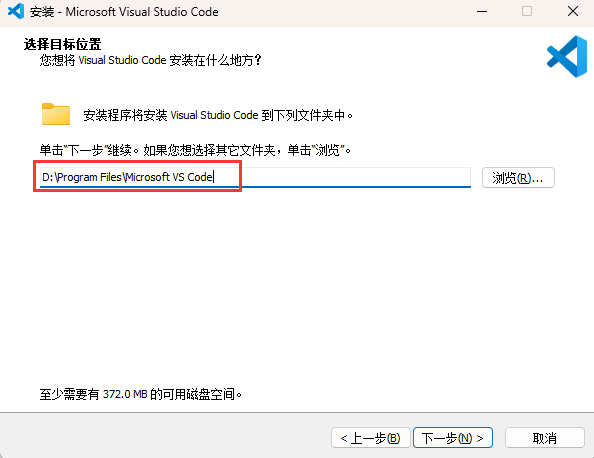 安装 - Microsoft Visual Studio Code
选择目标位置
您想将 Visual Studio Code 安装在什么地方?
安装程序将安装 Visual Studio Code 到下列文件夹中。
单击“下一步”继续。如果您想选择其它文件夹，单击“浏览”。
D:\Program Files\Microsoft VS Code
浏览(R)...
至少需要有 372.0 MB 的可用磁盘空间。
< 上一步(B) 下一步(N) > 取消